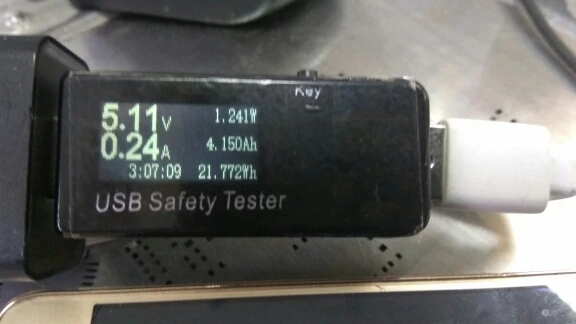 Key
5.11V 1.241W
0.24A 4.150Ah
3:07:09 21.772Wh
USB Safety Tester